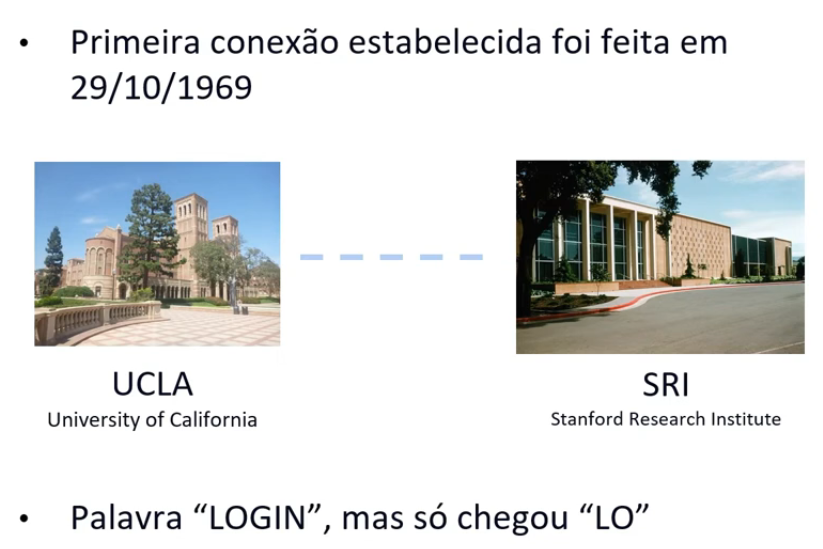 • Primeira conexão estabelecida foi feita em
29/10/1969
UCLA
University of California
SRI
Stanford Research Institute
• Palavra “LOGIN”, mas só chegou “LO”